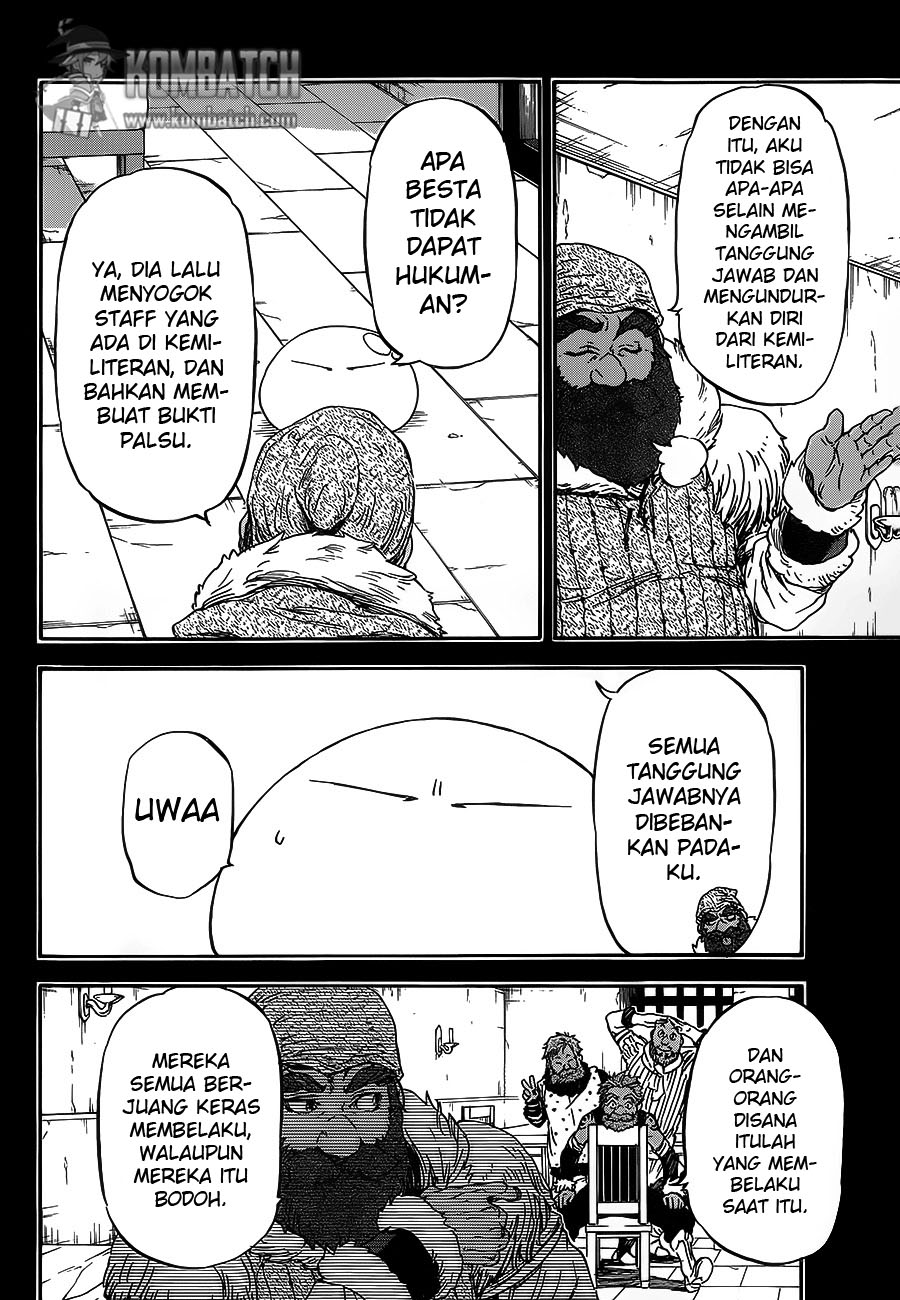 KOMBATCH
www.kombatch.com
DENGAN
ITU, AKU
TIDAK BISA
APA-APA
SELAIN ME-
NGAMBIL
TANGGUNG
JAWAB DAN
MENGUNDUR-
KAN DIRI
DARI KEMI-
LITERAN.
APA
BESTA
TIDAK
DAPAT
HUKUM-
AN?
YA, DIA LALU
MENYOGOK
STAFF YANG
ADA DI KEMI-
LITERAN, DAN
BAHKAN MEM-
BUAT BUKTI
PALSU.
SEMUA
TANGGUNG
JAWABNYA
DIBEBAN-
KAN PADA-
KU.
UWAA
DAN
ORANG-
ORANG
DISANA
ITULAH
YANG MEM-
BELAKU
SAAT ITU.
MEREKA
SEMUA BER-
JUANG KERAS
MEMBELAKU,
WALAUPUN
MEREKA ITU
BODOH.